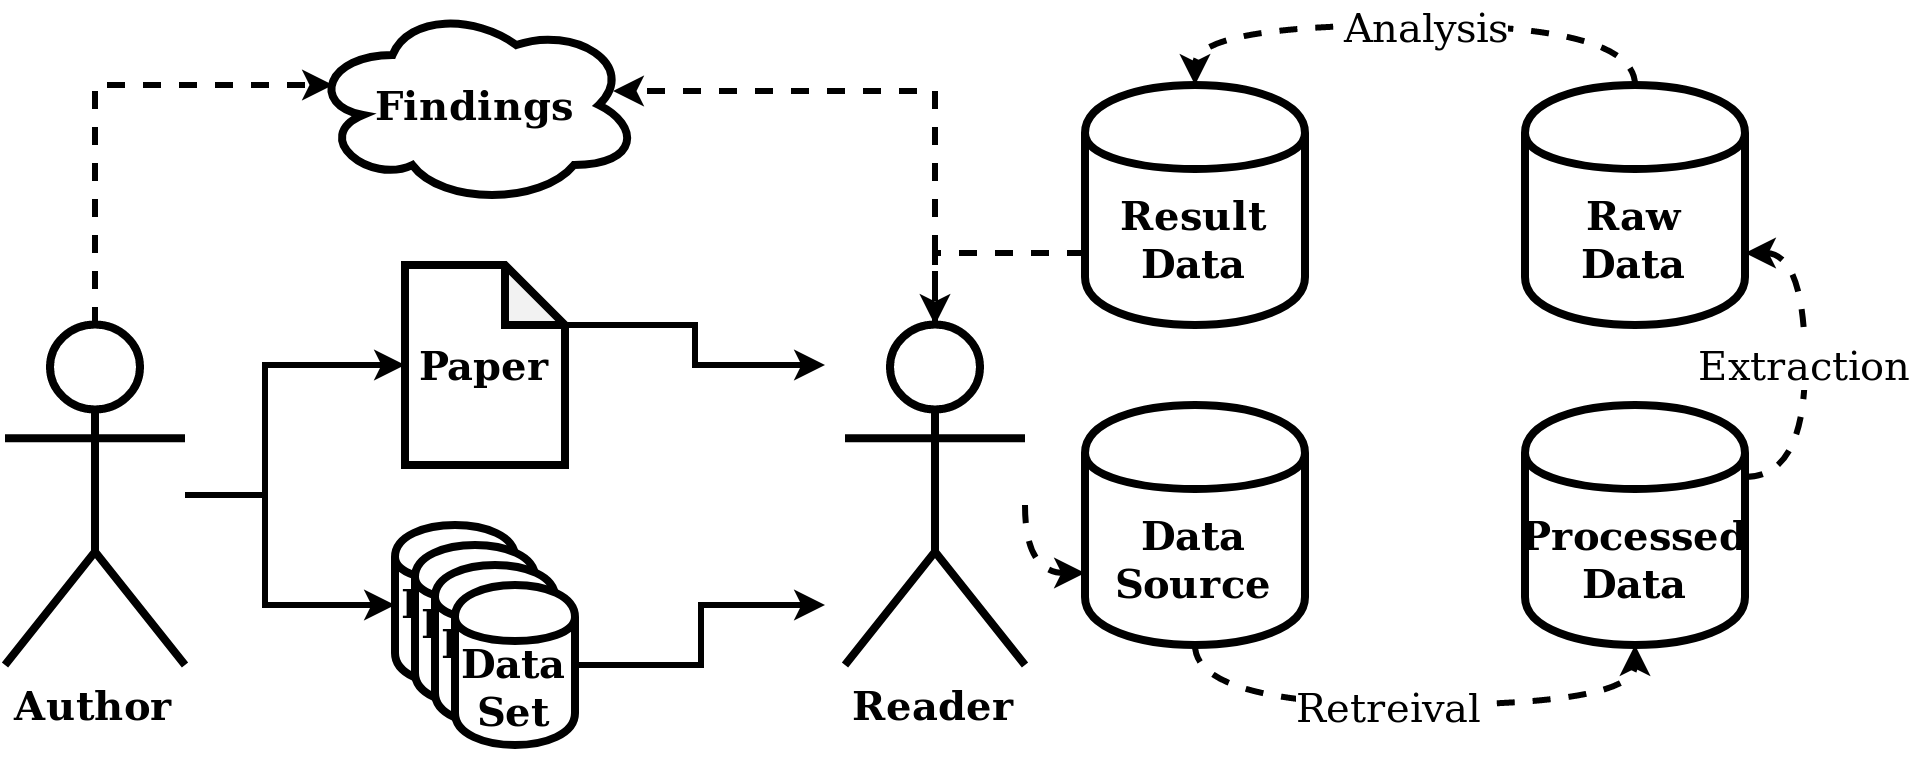 Analysis
Findings
Result
Data
Raw
Data
Paper
Extraction
Data
Source
Processed
Data
Data
Set
Author
Reader
Retreival